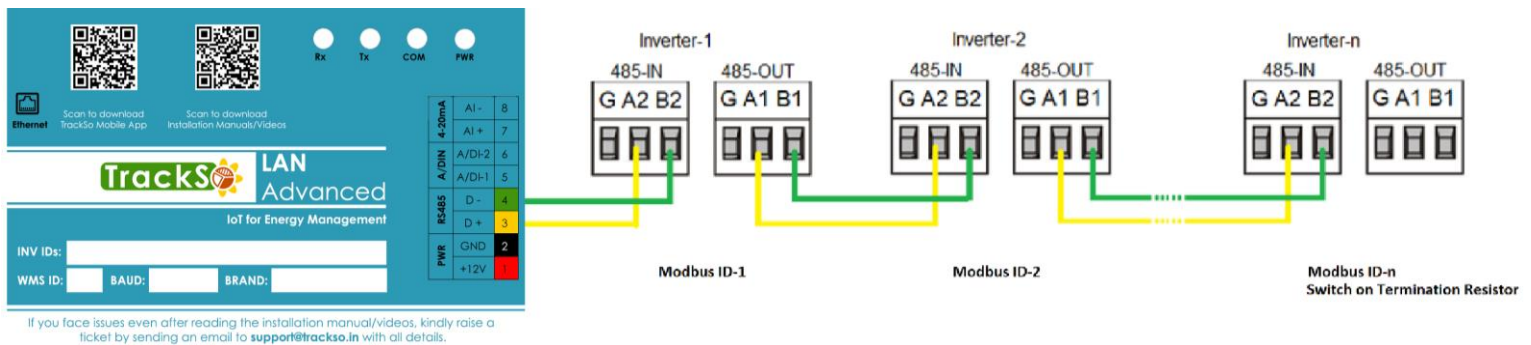 Rx Tx COM PWR
Ethernet
Scan to download
TrackSo Mobile App
Scan to download
Installation Manuals/Videos
TrackSo
LAN
Advanced
IoT for Energy Management
INV IDs:
WMS ID: BAUD: BRAND:
4-20mA
AI - 8
AI + 7
A/DIN
A/DI-2 6
A/DI-1 5
RS485
D - 4
D + 3
PWR
GND 2
+12V 1
If you face issues even after reading the installation manual/videos, kindly raise a
ticket by sending an email to support@trackso.in with all details.
Inverter-1
485-IN 485-OUT
G A2 B2 G A1 B1
Modbus ID-1
Inverter-2
485-IN 485-OUT
G A2 B2 G A1 B1
Modbus ID-2
Inverter-n
485-IN 485-OUT
G A2 B2 G A1 B1
Modbus ID-n
Switch on Termination Resistor